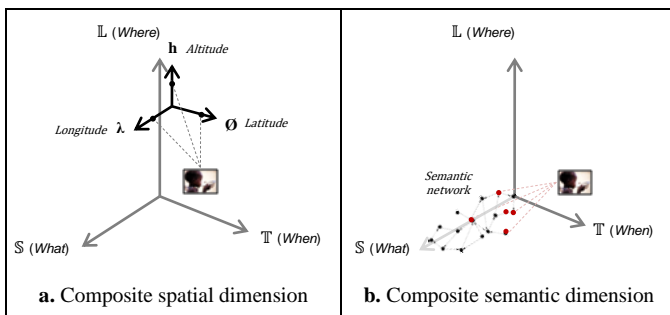 𝕃 (Where)
h Altitude
Longitude λ
Ø Latitude
𝕊 (What)
𝕋 (When)
a. Composite spatial dimension
𝕃 (Where)
Semantic
network
𝕊 (What)
𝕋 (When)
b. Composite semantic dimension